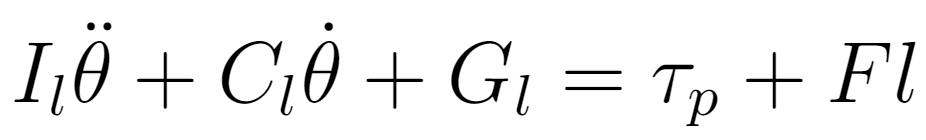 I_l\ddot{\theta} + C_l\dot{\theta} + G_l = \tau_p + Fl